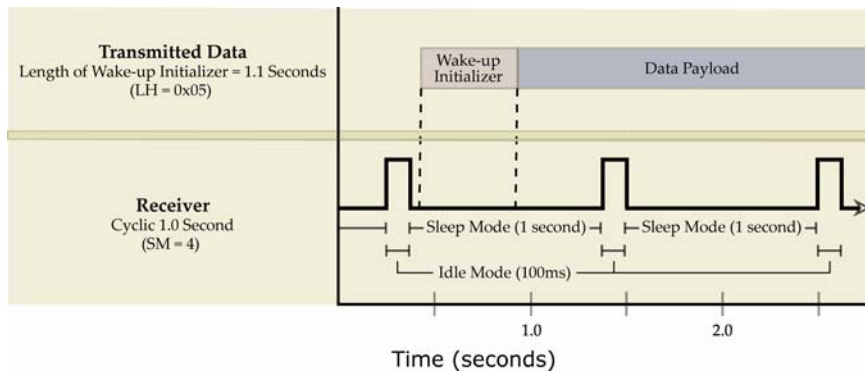 Transmitted Data
Length of Wake-up Initializer = 1.1 Seconds
(LH = 0x05)
Wake-up
Initializer
Data Payload
Receiver
Cyclic 1.0 Second
(SM = 4)
Sleep Mode (1 second)
Sleep Mode (1 second)
Idle Mode (100ms)
1.0
2.0
Time (seconds)